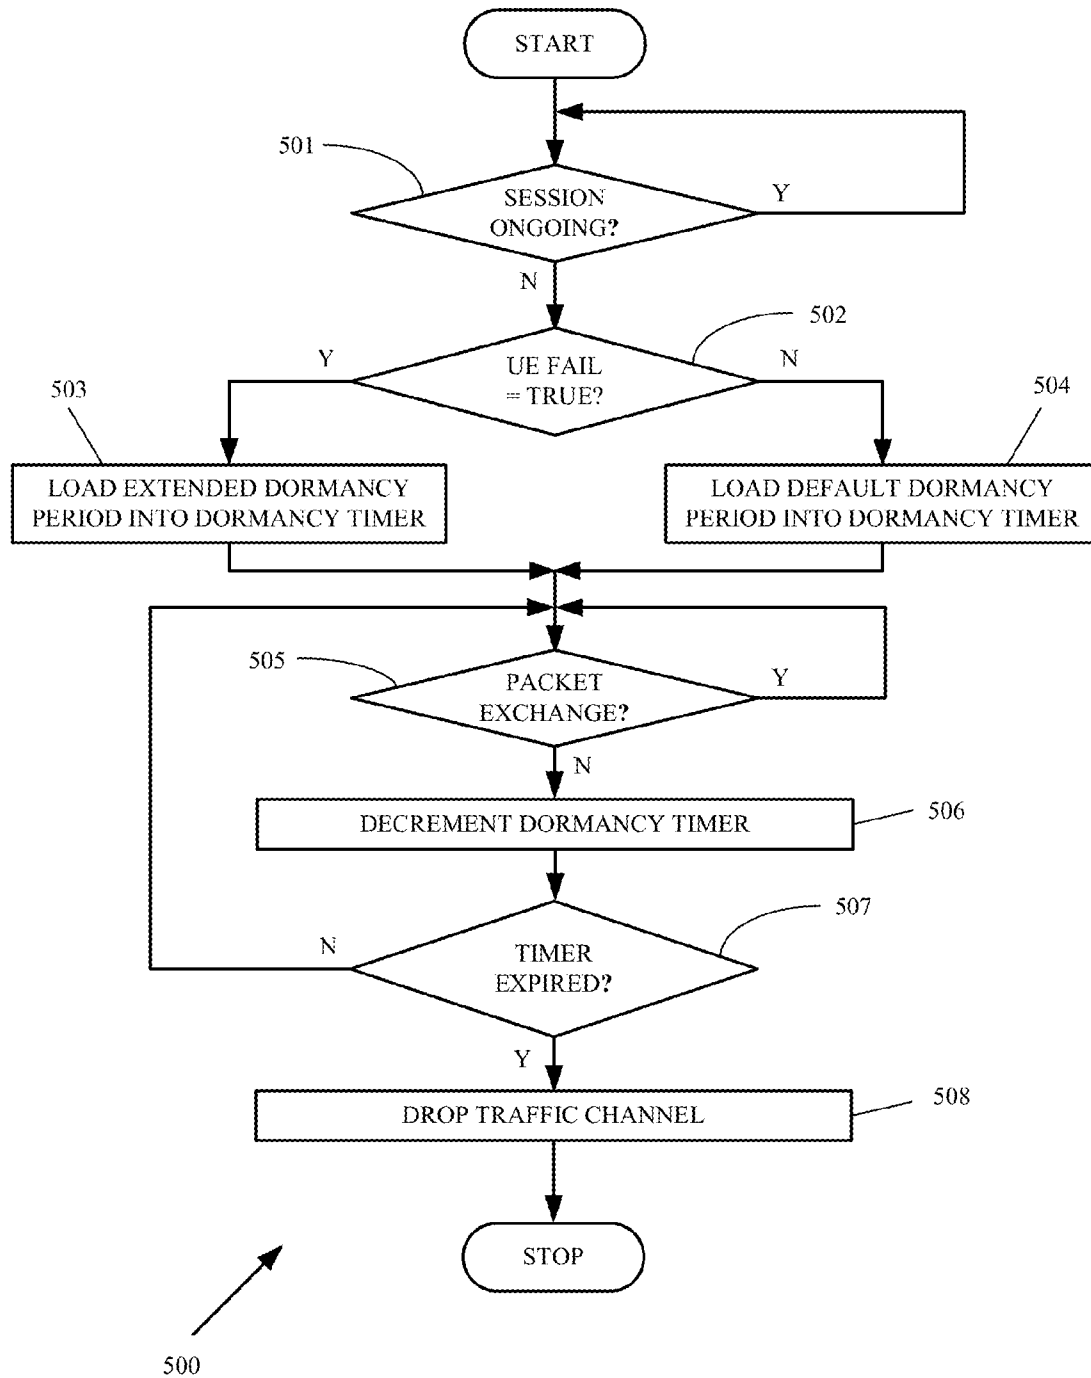 START
501
SESSION
ONGOING?
Y
N
502
UE FAIL
= TRUE?
Y
N
503
504
LOAD EXTENDED DORMANCY
PERIOD INTO DORMANCY TIMER
LOAD DEFAULT DORMANCY
PERIOD INTO DORMANCY TIMER
505
PACKET
EXCHANGE?
Y
N
DECREMENT DORMANCY TIMER
506
507
N
TIMER
EXPIRED?
Y
DROP TRAFFIC CHANNEL
508
STOP
500